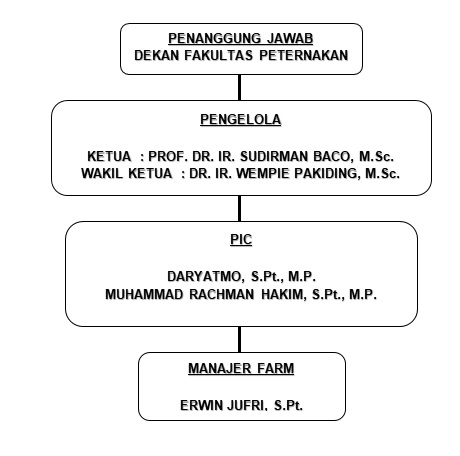 PENANGGUNG JAWAB
DEKAN FAKULTAS PETERNAKAN
PENGELOLA
KETUA : PROF. DR. IR. SUDIRMAN BACO, M.Sc.
WAKIL KETUA : DR. IR. WEMPIE PAKIDING, M.Sc.
PIC
DARYATMO, S.Pt., M.P.
MUHAMMAD RACHMAN HAKIM, S.Pt., M.P.
MANAJER FARM
ERWIN JUFRI, S.Pt.